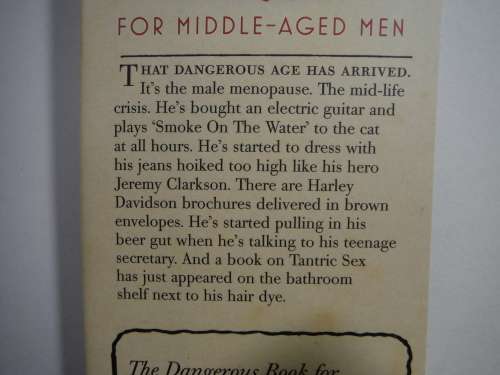 FOR MIDDLE-AGED MEN
THAT DANGEROUS AGE HAS ARRIVED.
It's the male menopause. The mid-life
crisis. He's bought an electric guitar and
plays 'Smoke On The Water' to the cat
at all hours. He's started to dress with
his jeans hoiked too high like his hero
Jeremy Clarkson. There are Harley
Davidson brochures delivered in brown
envelopes. He's started pulling in his
beer gut when he's talking to his teenage
secretary. And a book on Tantric Sex
has just appeared on the bathroom
shelf next to his hair dye.
The Dangerous Book for